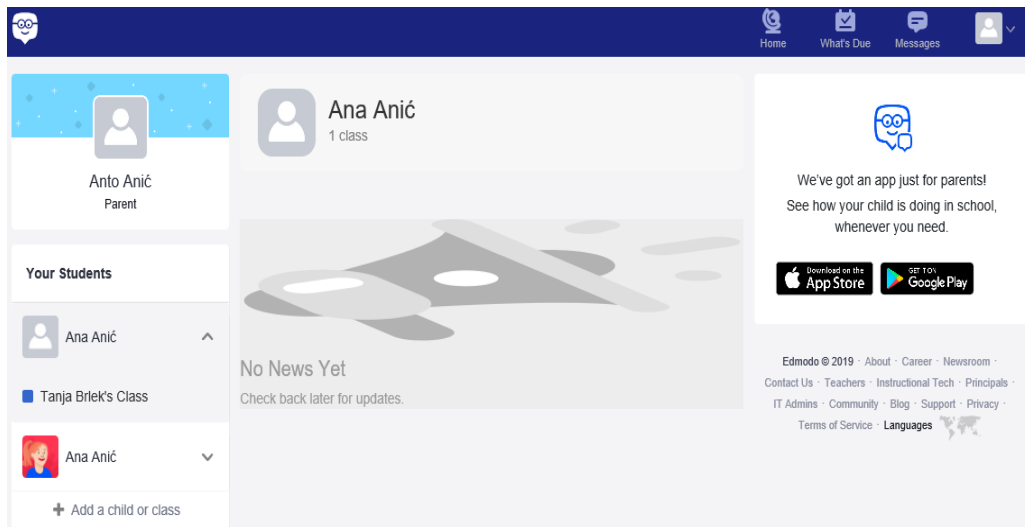 Home What's Due Messages
Anto Anić
Parent
Your Students
Ana Anić
Tanja Brlek's Class
Ana Anić
Add a child or class
Ana Anić
1 class
No News Yet
Check back later for updates.
We've got an app just for parents!
See how your child is doing in school,
whenever you need.
Download on the
App Store
GET IT ON
Google Play
Edmodo © 2019 · About · Career · Newsroom ·
Contact Us · Teachers · Instructional Tech · Principals ·
IT Admins · Community · Blog · Support · Privacy ·
Terms of Service · Languages